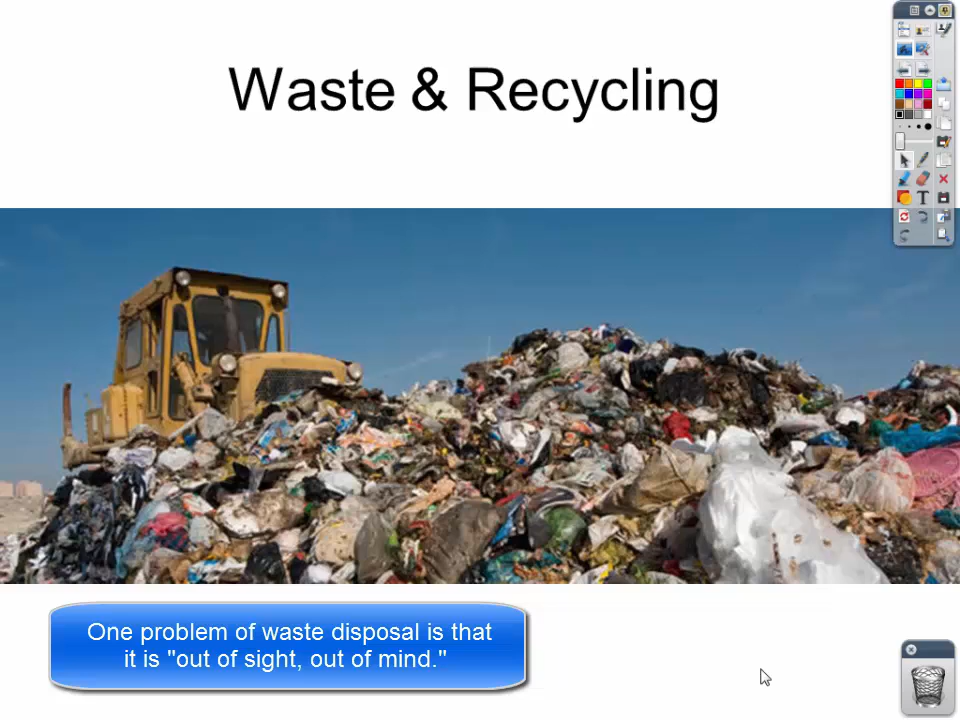 Waste & Recycling
One problem of waste disposal is that
it is "out of sight, out of mind."